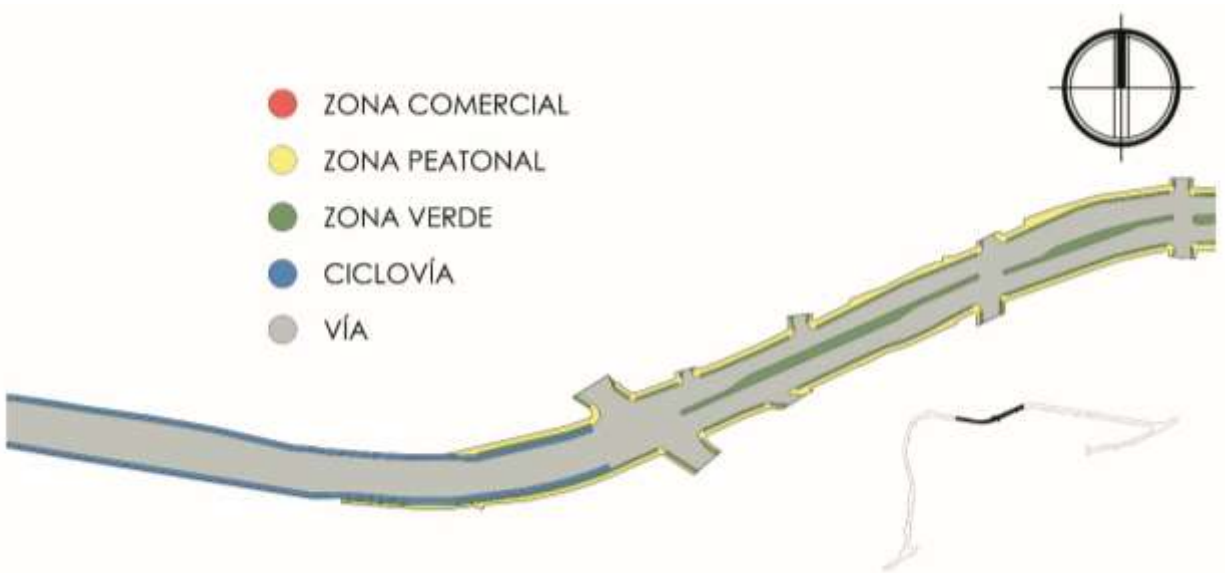 ZONA COMERCIAL
ZONA PEATONAL
ZONA VERDE
CICLOVÍA
VÍA